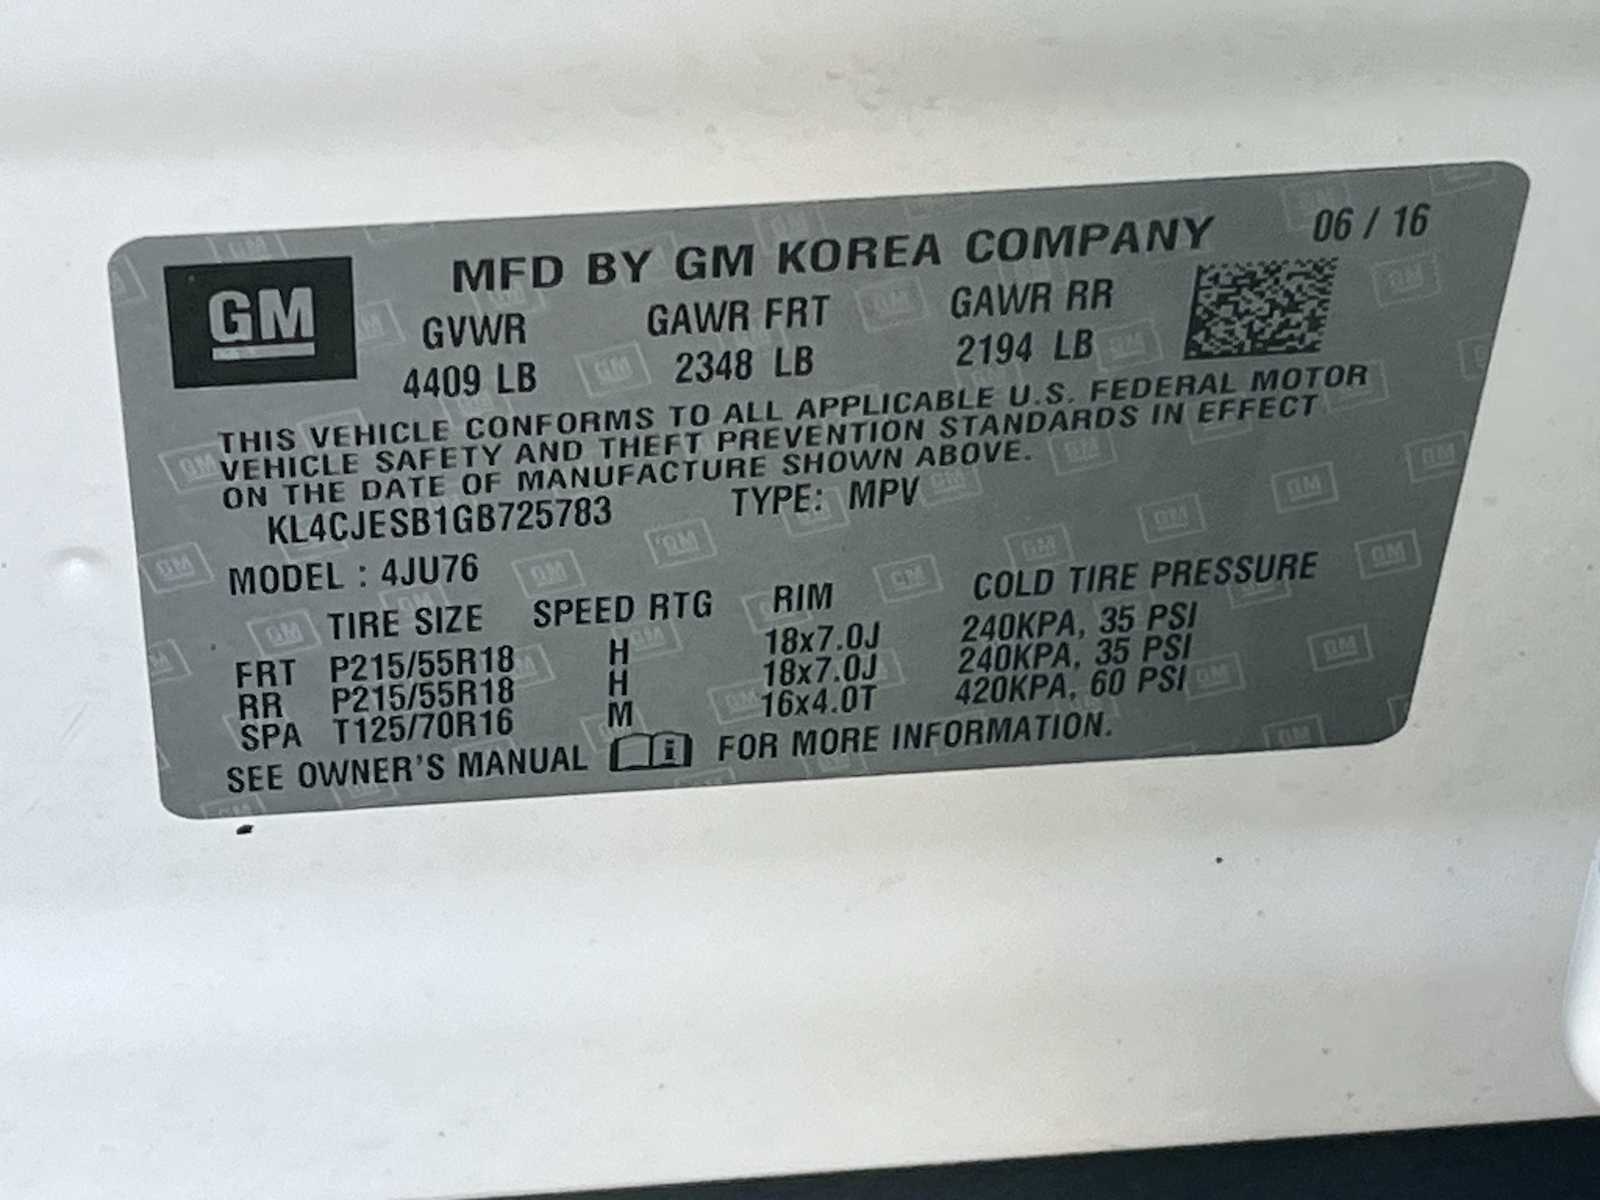 GM
MFD BY GM KOREA COMPANY 06 / 16
GVWR GAWR FRT GAWR RR
4409 LB 2348 LB 2194 LB
THIS VEHICLE CONFORMS TO ALL APPLICABLE U.S. FEDERAL MOTOR
VEHICLE SAFETY AND THEFT PREVENTION STANDARDS IN EFFECT
ON THE DATE OF MANUFACTURE SHOWN ABOVE.
KL4CJESB1GB725783 TYPE: MPV
MODEL : 4JU76
TIRE SIZE SPEED RTG RIM COLD TIRE PRESSURE
FRT P215/55R18 H 18x7.0J 240KPA, 35 PSI
RR P215/55R18 H 18x7.0J 240KPA, 35 PSI
SPA T125/70R16 M 16x4.0T 420KPA, 60 PSI
SEE OWNER'S MANUAL i FOR MORE INFORMATION.